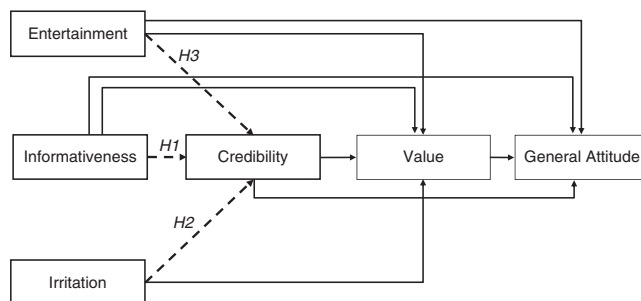 Entertainment
H3
Informativeness
H1
Credibility
Value
General Attitude
H2
Irritation